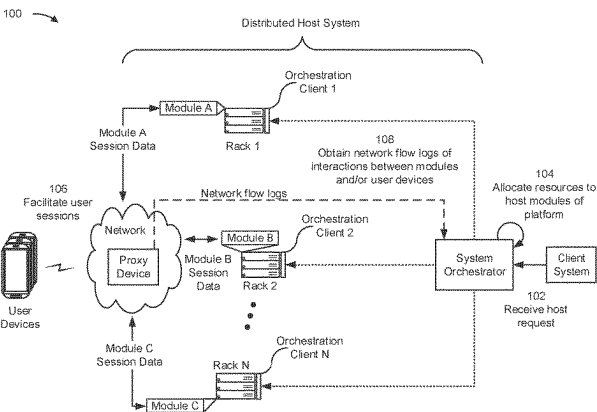 100
Distributed Host System
Orchestration
Client 1
Module A
Rack 1
Module A
Session Data
108
Obtain network flow logs of
interactions between modules
and/or user devices
104
Allocate resources to
host modules of
platform
106
Facilitate user
sessions
Network flow logs
Network
Proxy
Device
Module B
Orchestration
Client 2
Module B
Session
Data
Rack 2
System
Orchestrator
Client
System
102
Receive host
request
User
Devices
Module C
Session Data
Orchestration
Client N
Rack N
Module C